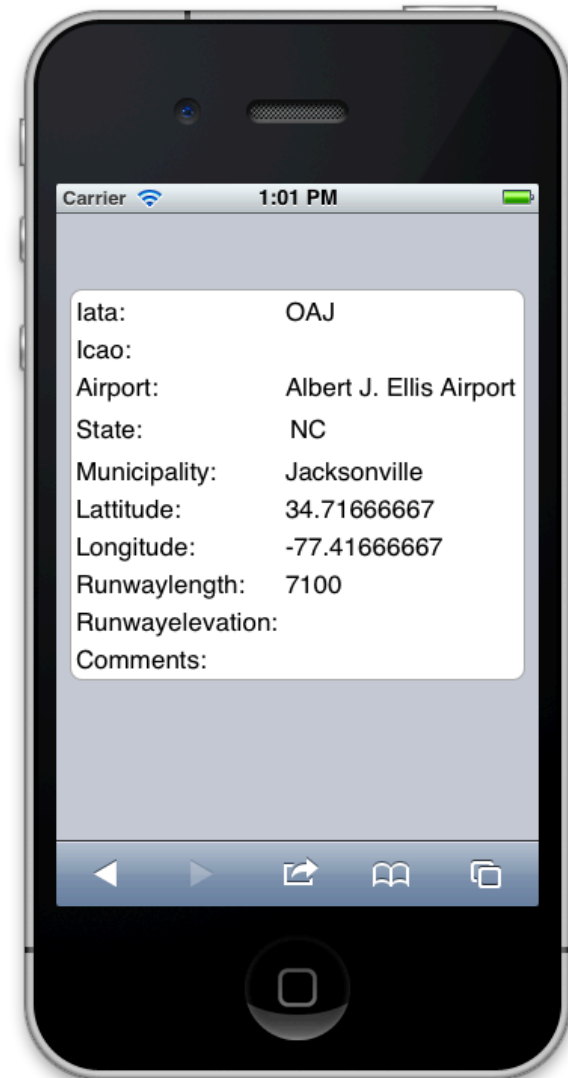 Carrier 1:01 PM
Iata: OAJ
Icao:
Airport: Albert J. Ellis Airport
State: NC
Municipality: Jacksonville
Lattitude: 34.71666667
Longitude: -77.41666667
Runwaylength: 7100
Runwayelevation:
Comments: